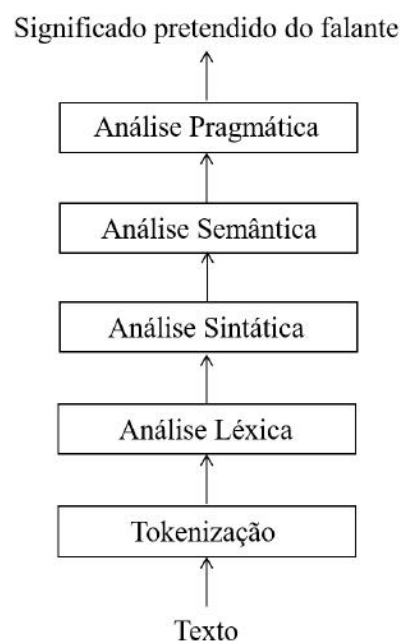 Significado pretendido do falante
Análise Pragmática
Análise Semântica
Análise Sintática
Análise Léxica
Tokenização
Texto